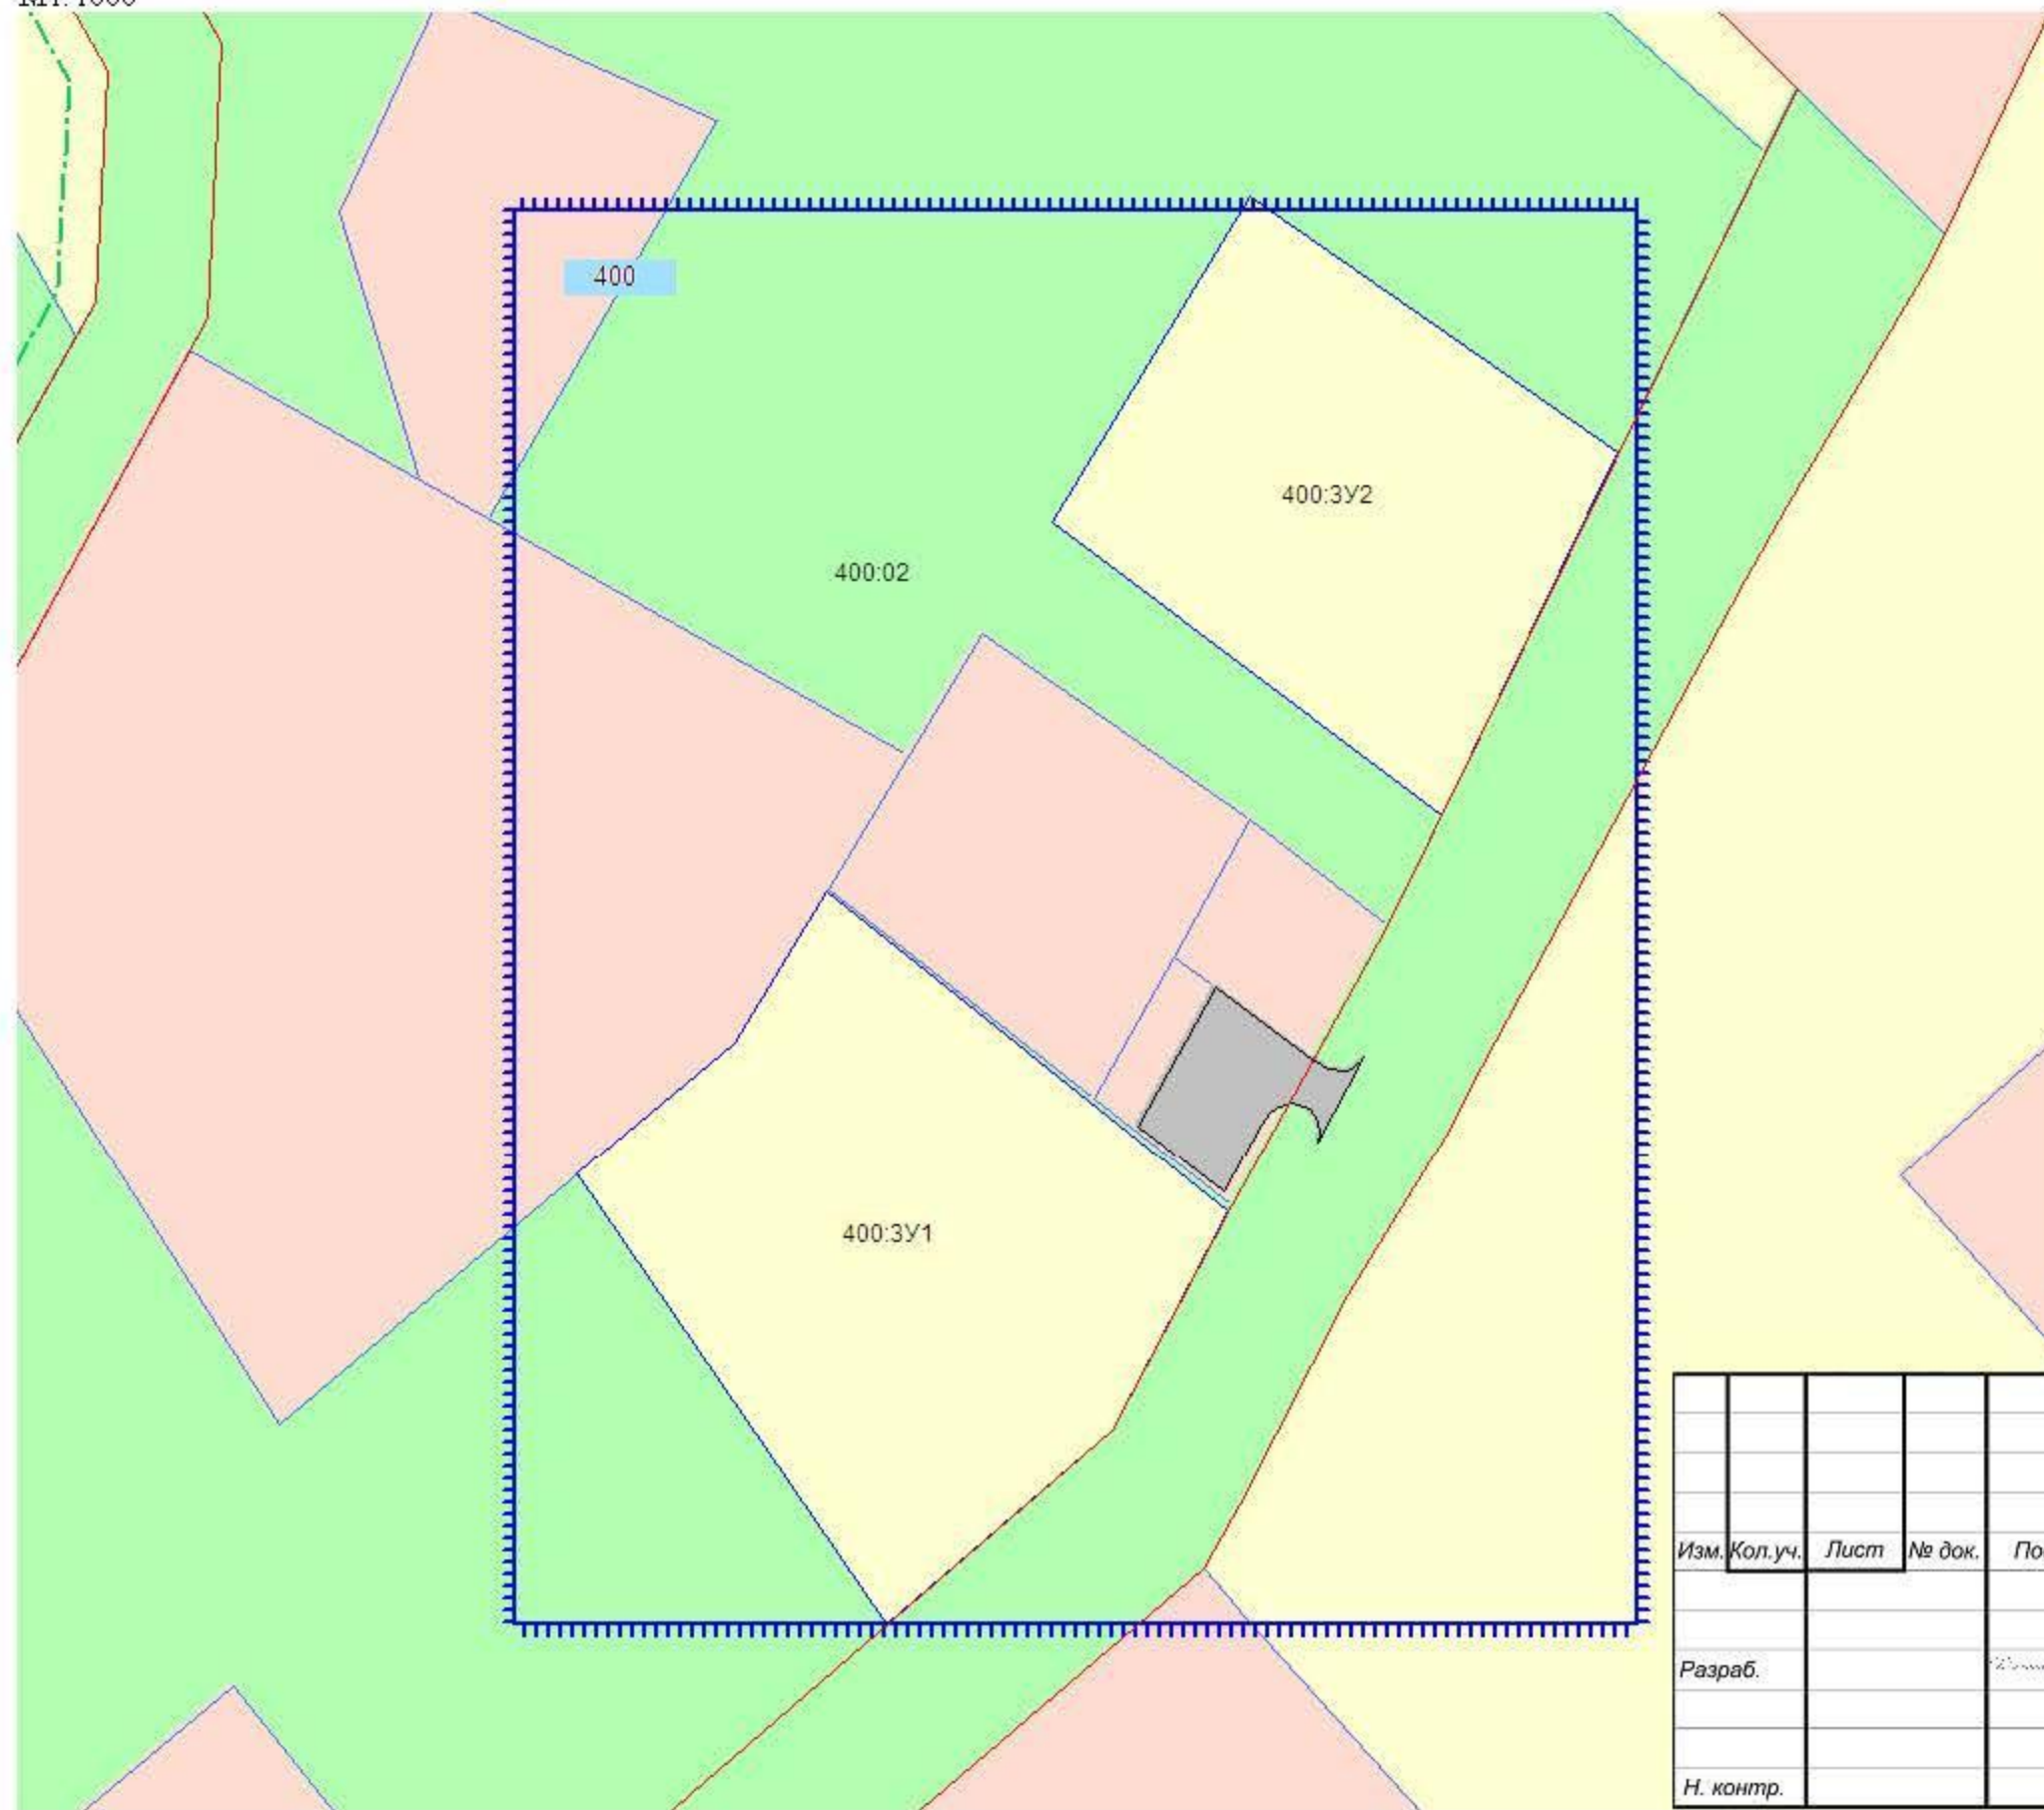 400
400:ЗУ2
400:02
400:ЗУ1
Изм. Кол.уч. Лист № док.
Разраб.
Н. контр.